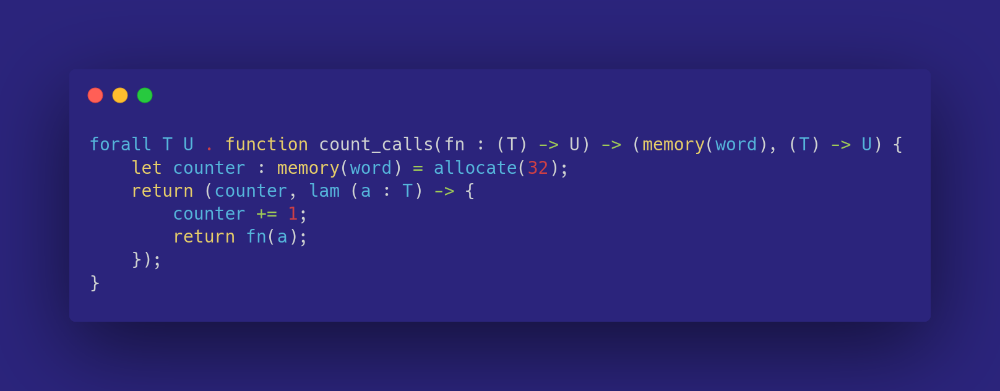 forall T U . function count_calls(fn : (T) -> U) -> (memory(word), (T) -> U) {
    let counter : memory(word) = allocate(32);
    return (counter, lam (a : T) -> {
        counter += 1;
        return fn(a);
    });
}